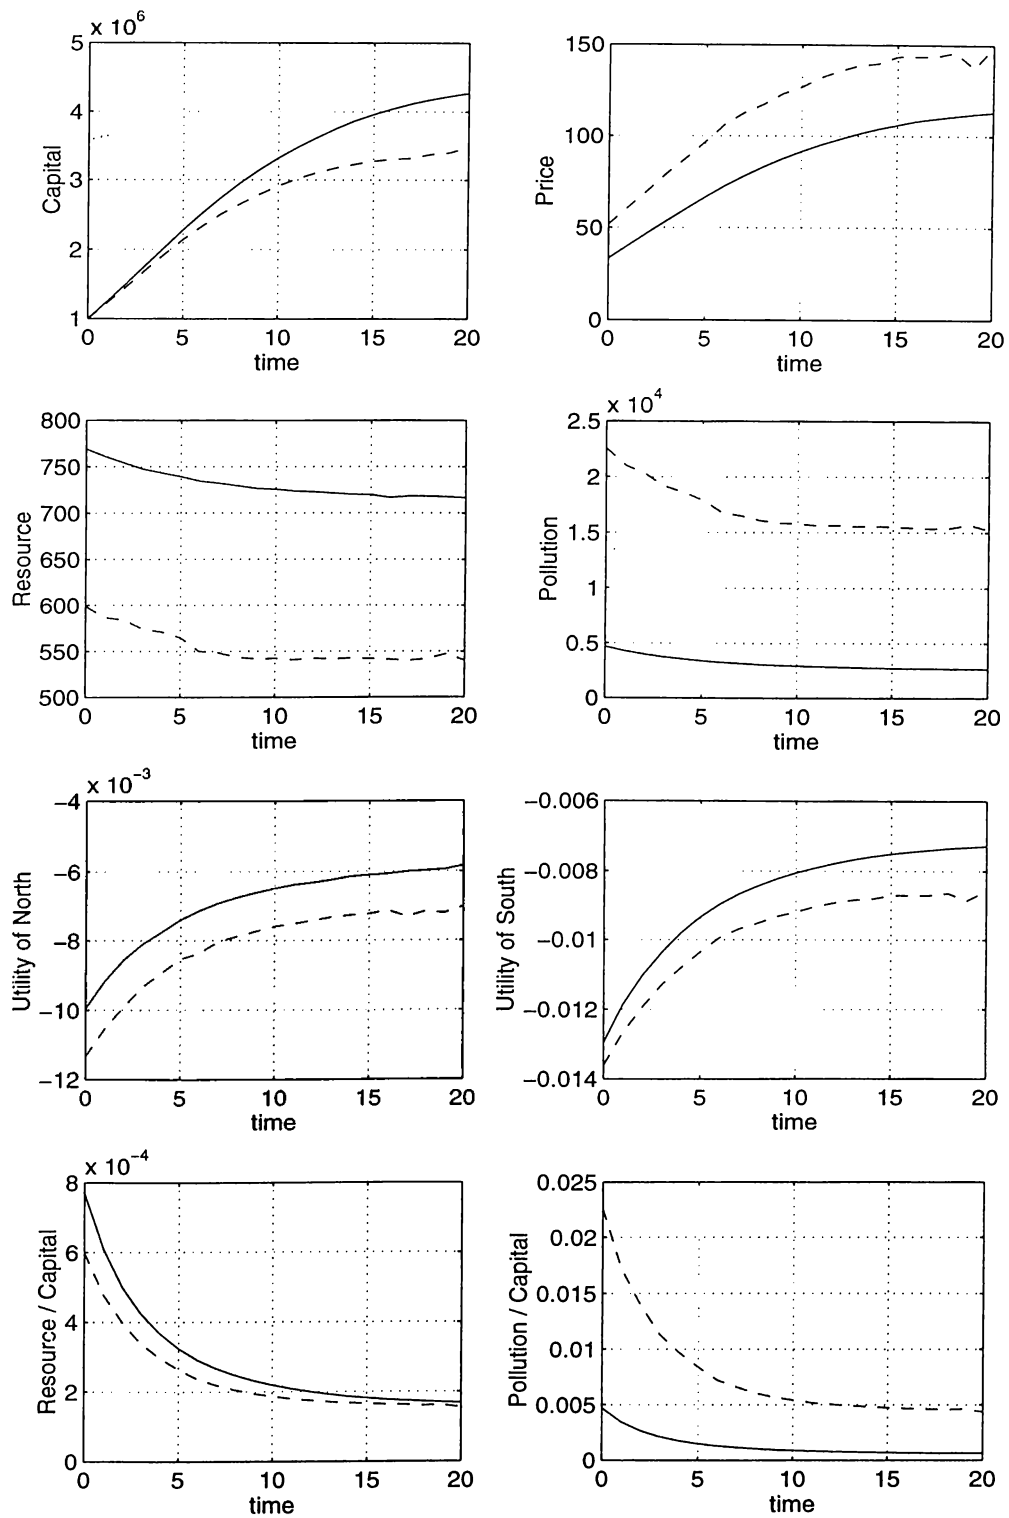 x 10⁶
5
4
3
2
1
Capital
0 5 10 15 20
time
150
100
50
0
Price
0 5 10 15 20
time
800
750
700
650
600
550
500
Resource
0 5 10 15 20
time
x 10⁴
2.5
2
1.5
1
0.5
0
Pollution
0 5 10 15 20
time
x 10⁻³
−4
−6
−8
−10
−12
Utility of North
0 5 10 15 20
time
−0.006
−0.008
−0.01
−0.012
−0.014
Utility of South
0 5 10 15 20
time
x 10⁻⁴
8
6
4
2
0
Resource / Capital
0 5 10 15 20
time
0.025
0.02
0.015
0.01
0.005
0
Pollution / Capital
0 5 10 15 20
time